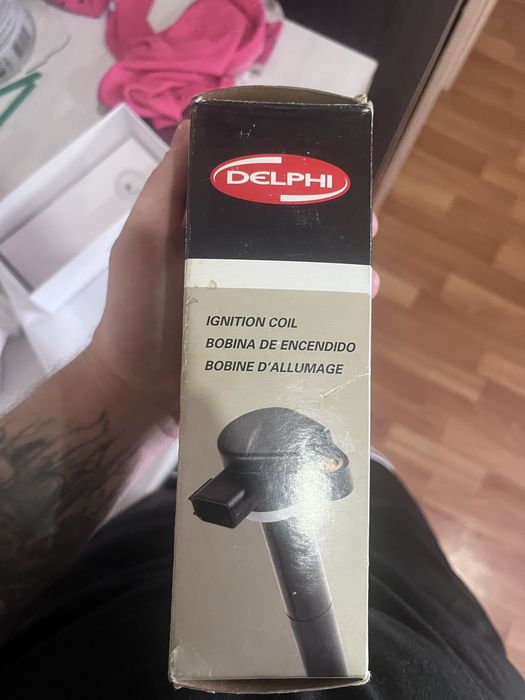 DELPHI
IGNITION COIL
BOBINA DE ENCENDIDO
BOBINE D'ALLUMAGE